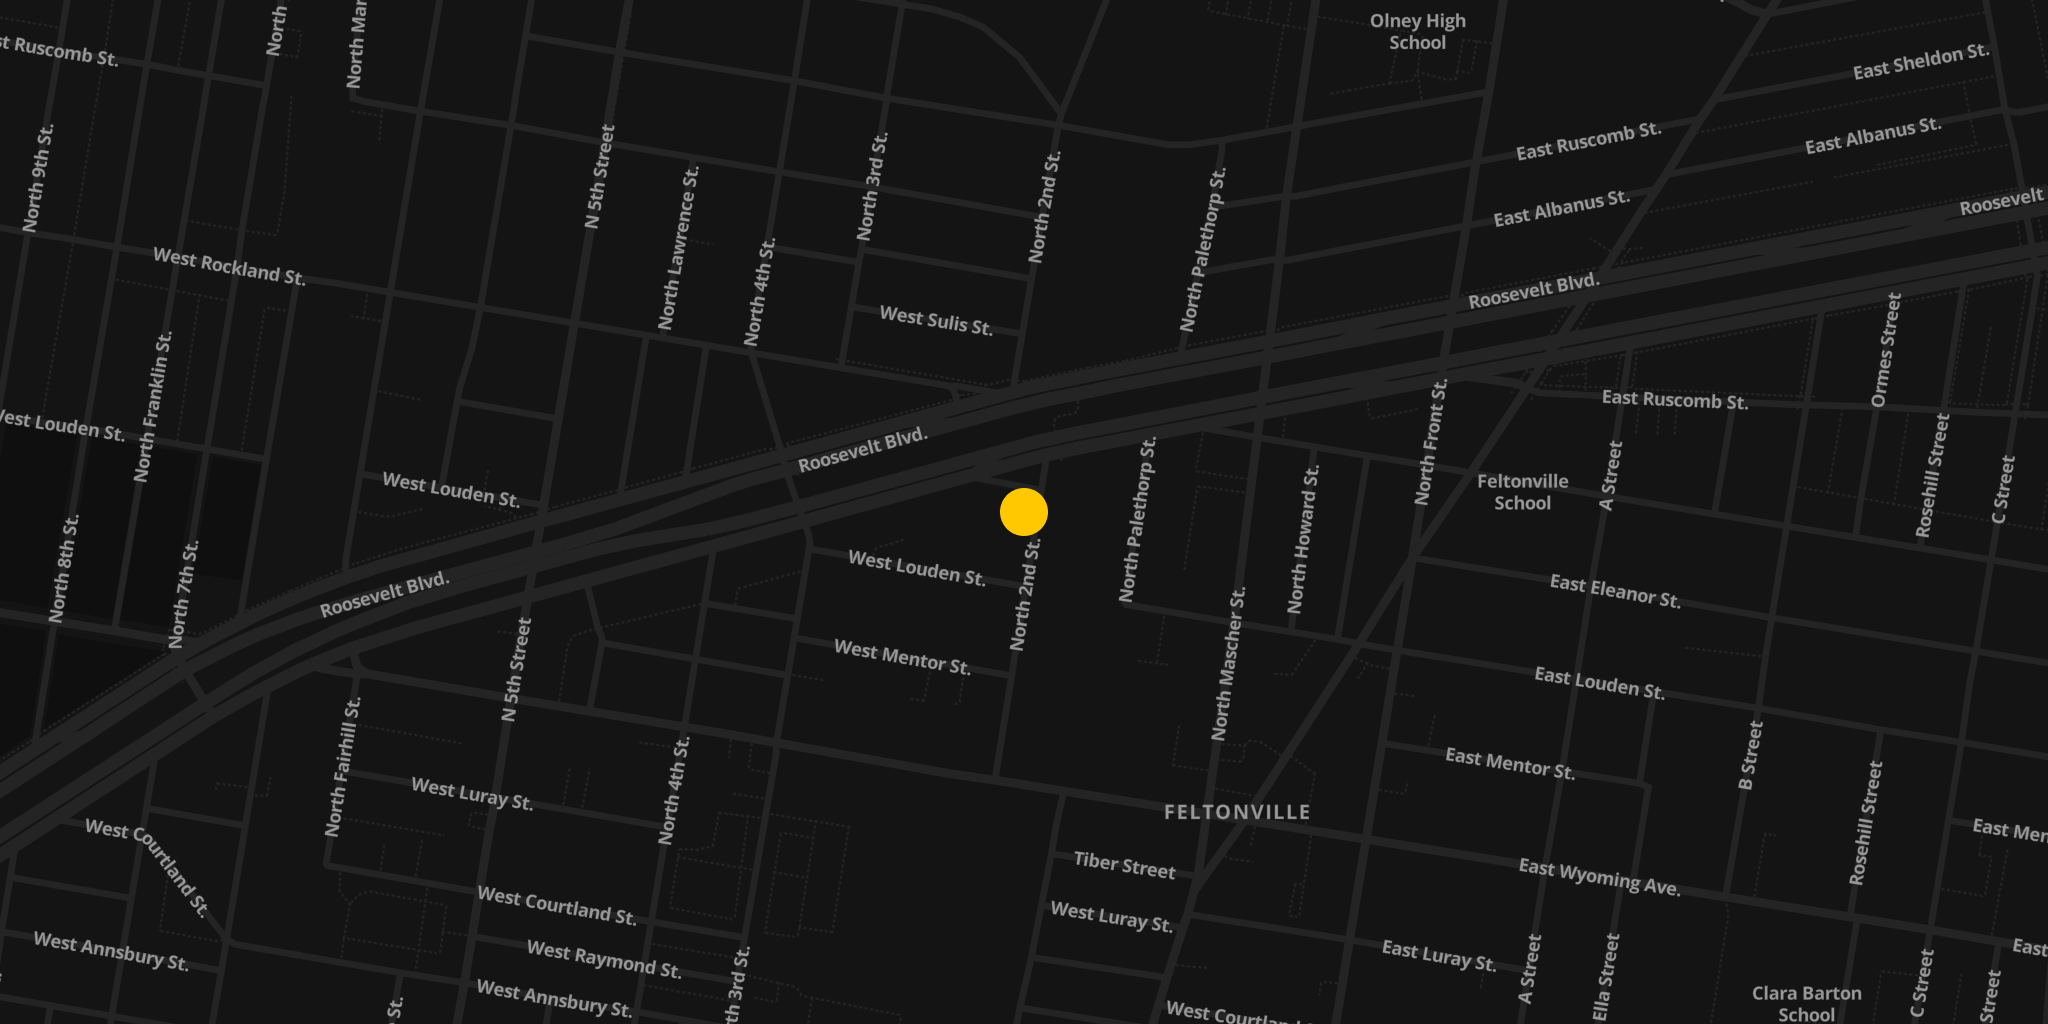 Olney High
School
North
North Mar
st Ruscomb St.
East Sheldon St.
East Ruscomb St.
East Albanus St.
North 9th St.
N 5th Street
North 3rd St.
North 2nd St.
North Lawrence St.
North Palethorp St.
East Albanus St.
Roosevelt
West Rockland St.
North 4th St.
Roosevelt Blvd.
West Sulis St.
Ormes Street
North Franklin St.
East Ruscomb St.
West Louden St.
Roosevelt Blvd.
North Front St.
Rosehill Street
A Street
C Street
West Louden St.
North Palethorp St.
North Howard St.
Feltonville
School
North 8th St.
North 7th St.
Roosevelt Blvd.
West Louden St.
North 2nd St.
East Eleanor St.
N 5th Street
West Mentor St.
North Mascher St.
East Louden St.
North Fairhill St.
North 4th St.
East Mentor St.
B Street
West Luray St.
FELTONVILLE
Rosehill Street
West Courtland St.
East Men
Tiber Street
East Wyoming Ave.
West Courtland St.
West Luray St.
West Annsbury St.
West Raymond St.
East Luray St.
East
A Street
Ella Street
C Street
Street
West Annsbury St.
th 3rd St.
St.
West Courtland
Clara Barton
School